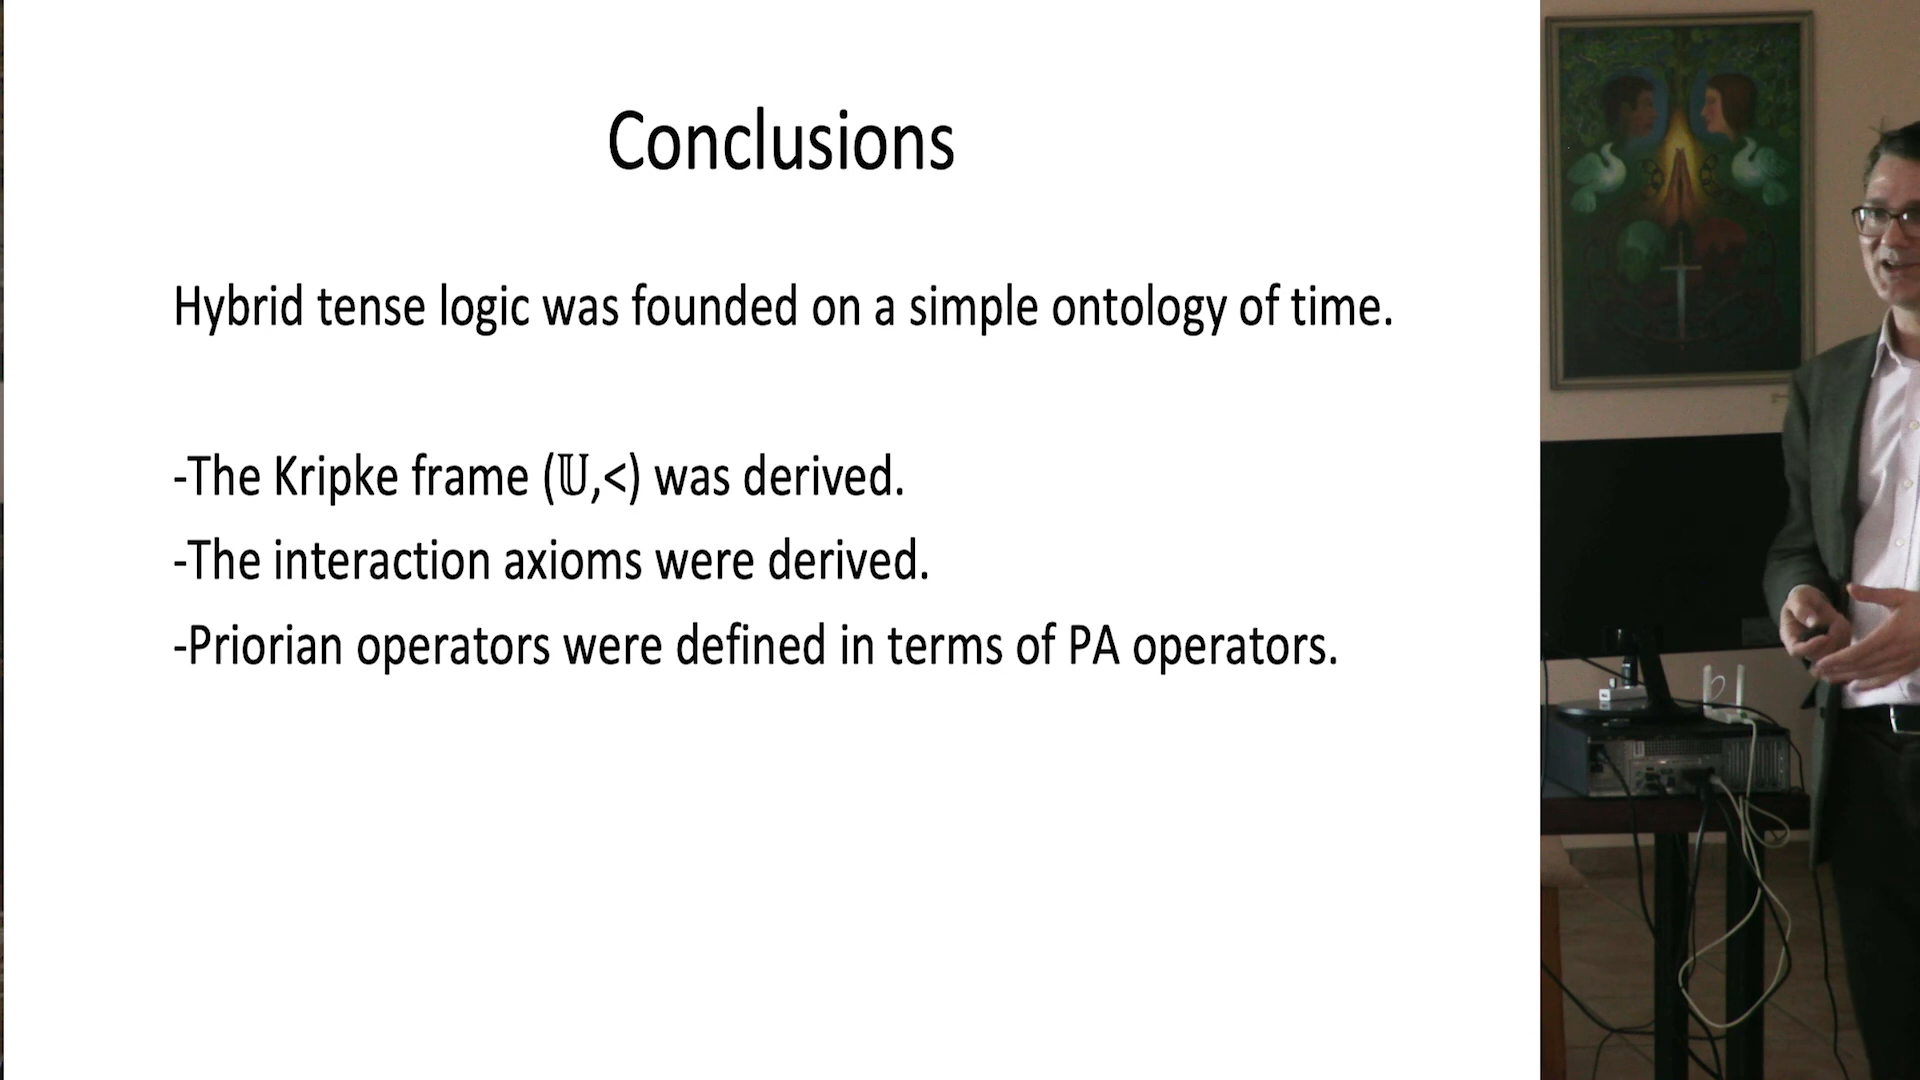 Conclusions
Hybrid tense logic was founded on a simple ontology of time.
-The Kripke frame (𝕌,<) was derived.
-The interaction axioms were derived.
-Priorian operators were defined in terms of PA operators.